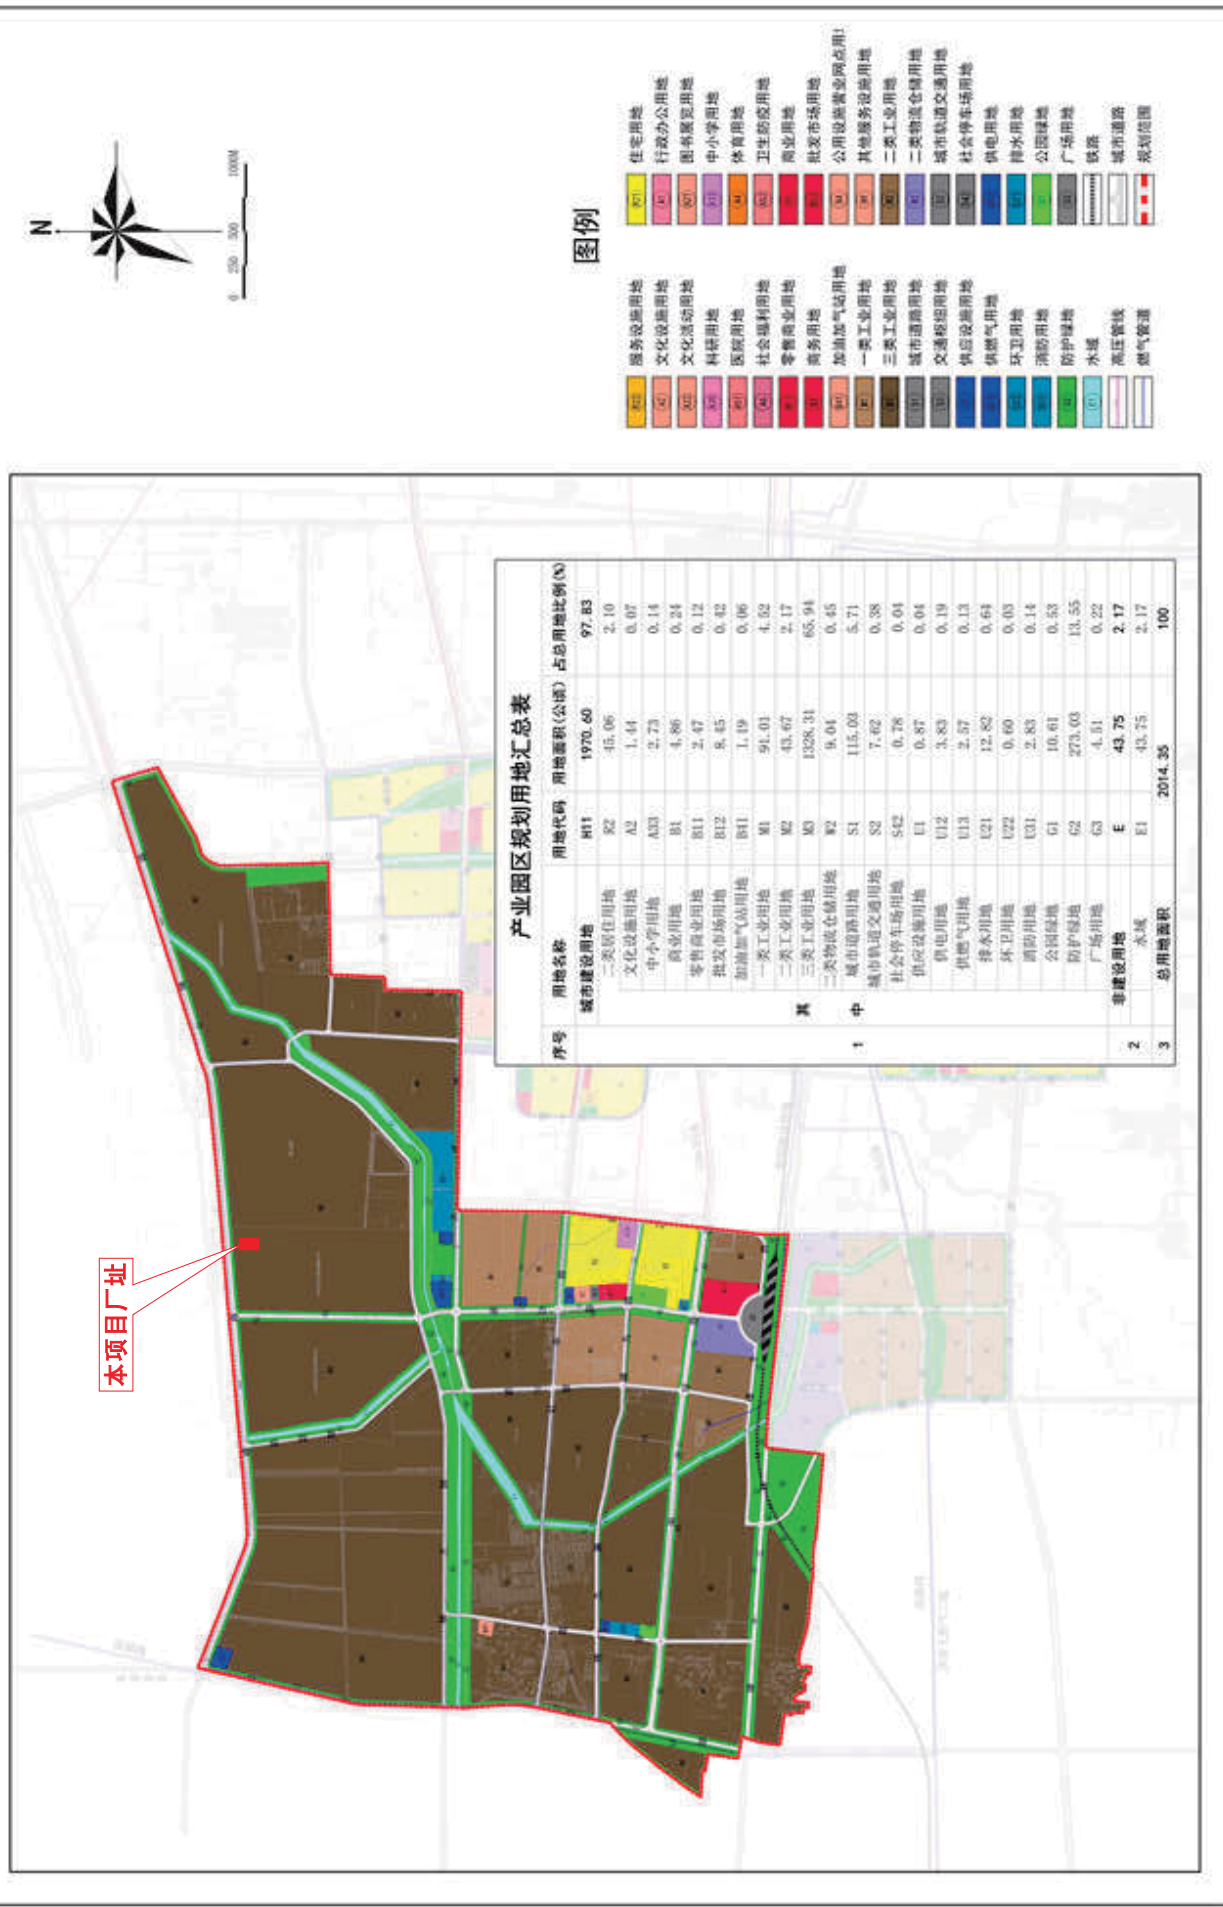 N
0 250 500 1000M
图例
服务设施用地 住宅用地
文化设施用地 行政办公用地
文化活动用地 图书展览用地
科研用地 中小学用地
医院用地 体育用地
社会福利用地 卫生防疫用地
零售商业用地 商业用地
商务用地 批发市场用地
加油加气站用地 公用设施营业网点用
一类工业用地 其他服务设施用地
三类工业用地 二类工业用地
城市道路用地 二类物流仓储用地
交通枢纽用地 城市轨道交通用地
供应设施用地 社会停车场用地
供燃气用地 供电用地
环卫用地 排水用地
消防用地 公园绿地
防护绿地 广场用地
水域 铁路
高压管线 城市道路
燃气管道 规划范围
本项目厂址
产业园区规划用地汇总表
序号 用地名称 用地代码 用地面积(公顷) 占总用地比例(%)
1 城市建设用地 H11 1970.60 97.83
其中
二类居住用地 R2 45.06 2.10
文化设施用地 A2 1.44 0.07
中小学用地 A33 2.73 0.14
商业用地 B1 4.86 0.24
零售商业用地 B11 2.47 0.12
批发市场用地 B12 8.45 0.42
加油加气站用地 B41 1.19 0.06
一类工业用地 M1 91.01 4.52
二类工业用地 M2 43.67 2.17
三类工业用地 M3 1328.31 65.94
二类物流仓储用地 W2 9.04 0.45
城市道路用地 S1 115.03 5.71
城市轨道交通用地 S2 7.62 0.38
社会停车场用地 S42 0.78 0.04
供应设施用地 U1 0.87 0.04
供电用地 U12 3.83 0.19
供燃气用地 U13 2.57 0.13
排水用地 U21 12.82 0.64
环卫用地 U22 0.60 0.03
消防用地 U31 2.83 0.14
公园绿地 G1 10.61 0.53
防护绿地 G2 273.03 13.55
广场用地 G3 4.51 0.22
2 非建设用地 E 43.75 2.17
水域 E1 43.75 2.17
3 总用地面积 2014.35 100